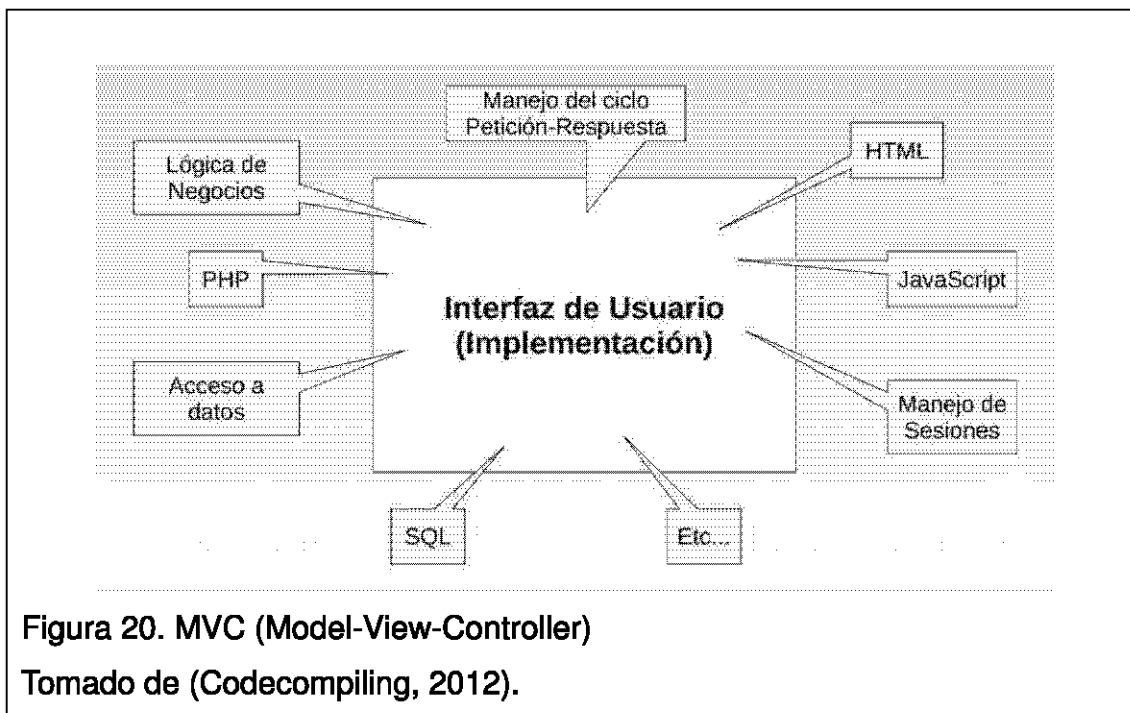 Manejo del ciclo
Petición-Respuesta
HTML
Lógica de
Negocios
PHP
JavaScript
Interfaz de Usuario
(Implementación)
Acceso a
datos
Manejo de
Sesiones
SQL
Etc...
Figura 20. MVC (Model-View-Controller)
Tomado de (Codecompiling, 2012).